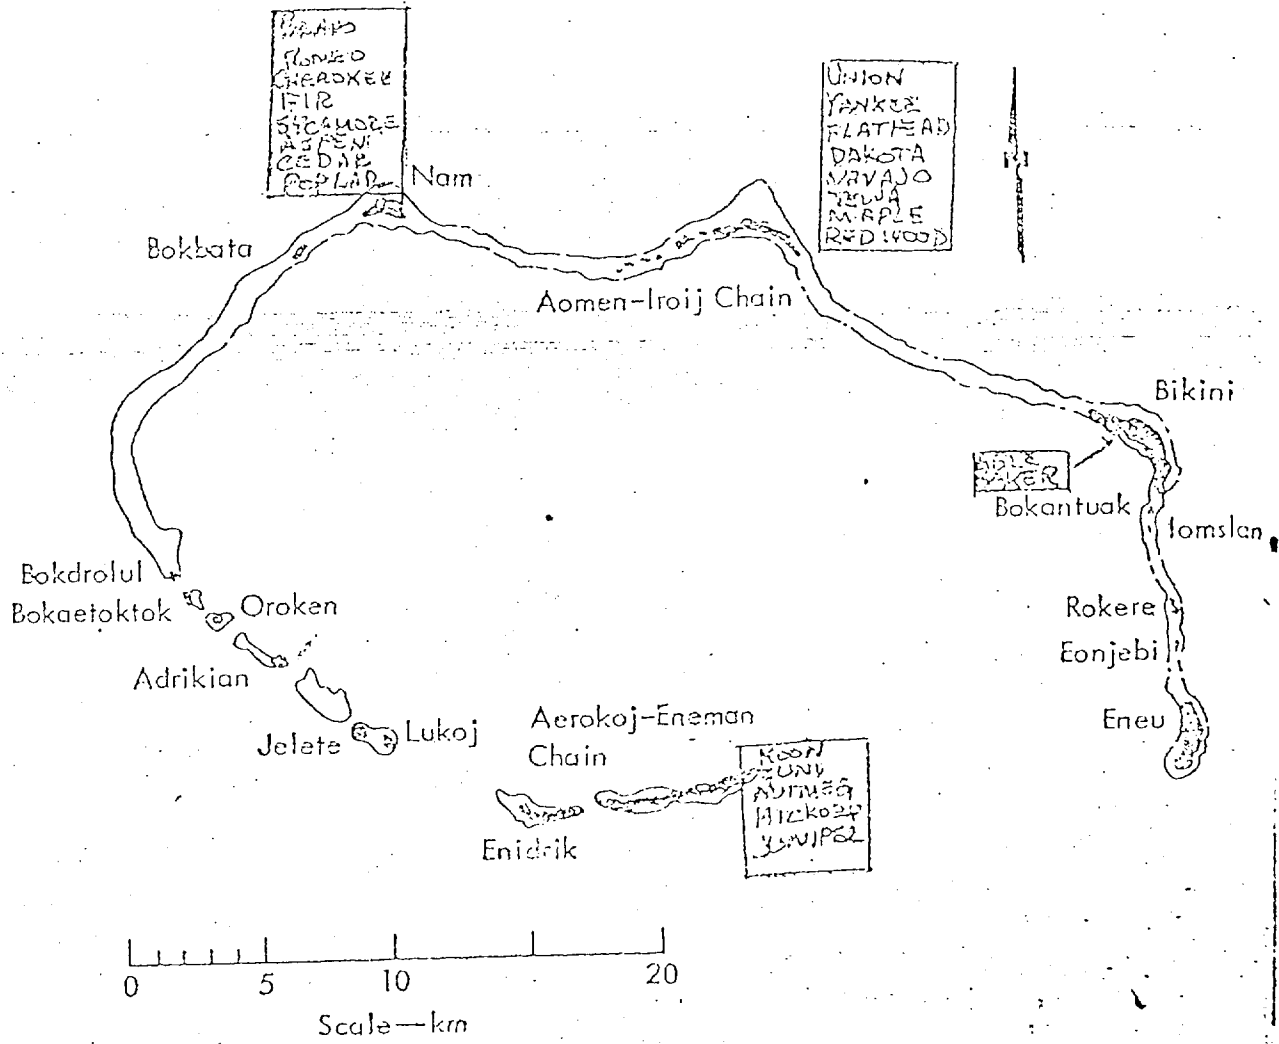 BRAVO
ROMEO
CHEROKEE
FIR
SYCAMORE
ASPEN
CEDAR
POPLAR
Nam
UNION
YANKEE
FLATHEAD
DAKOTA
NAVAJO
TEWA
MAPLE
REDWOOD
N
Bokbata
Aomen-Iroij Chain
Bikini
ABLE
BAKER
Bokantuak
Iomslan
Bokdrolul
Bokaetoktok
Oroken
Rokere
Eonjebi
Adrikian
Eneu
Jelete
Lukoj
Aerokoj-Eneman
Chain
KOON
ZUNI
NUTMEG
HICKORY
JUNIPER
Enidrik
0 5 10 20
Scale—km